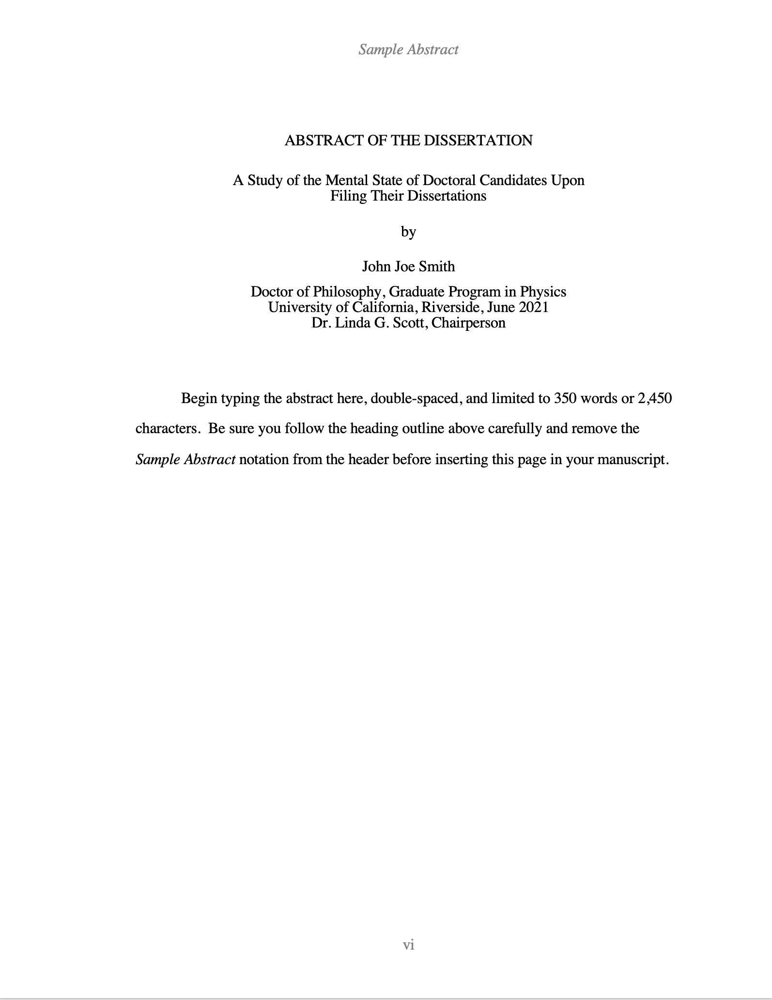 Sample Abstract
ABSTRACT OF THE DISSERTATION
A Study of the Mental State of Doctoral Candidates Upon
Filing Their Dissertations
by
John Joe Smith
Doctor of Philosophy, Graduate Program in Physics
University of California, Riverside, June 2021
Dr. Linda G. Scott, Chairperson
Begin typing the abstract here, double-spaced, and limited to 350 words or 2,450
characters.  Be sure you follow the heading outline above carefully and remove the
Sample Abstract notation from the header before inserting this page in your manuscript.
vi